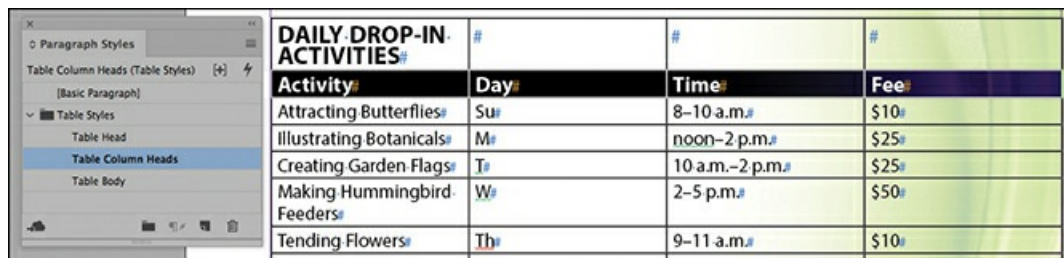 Paragraph Styles
Table Column Heads (Table Styles) [+]
[Basic Paragraph]
Table Styles
Table Head
Table Column Heads
Table Body
DAILY·DROP-IN· # # #
ACTIVITIES#
Activity# Day# Time# Fee#
Attracting·Butterflies# Su# 8–10·a.m.# $10#
Illustrating·Botanicals# M# noon–2·p.m.# $25#
Creating·Garden·Flags# T# 10·a.m.–2·p.m.# $25#
Making·Hummingbird· W# 2–5·p.m.# $50#
Feeders#
Tending·Flowers# Th# 9–11·a.m.# $10#